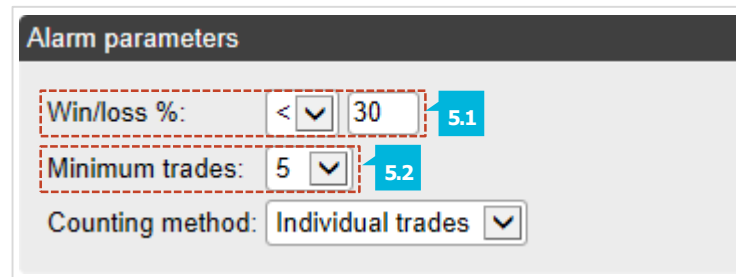 Alarm parameters
Win/loss %: < 30 5.1
Minimum trades: 5 5.2
Counting method: Individual trades